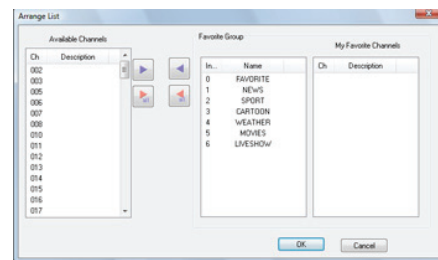 Arrange List
Available Channels
Favorite Group
My Favorite Channels
Ch Description
002
003
005
006
007
008
010
011
012
013
014
015
016
017
all
all
In... Name
0 FAVORITE
1 NEWS
2 SPORT
3 CARTOON
4 WEATHER
5 MOVIES
6 LIVESHOW
Ch Description
OK
Cancel